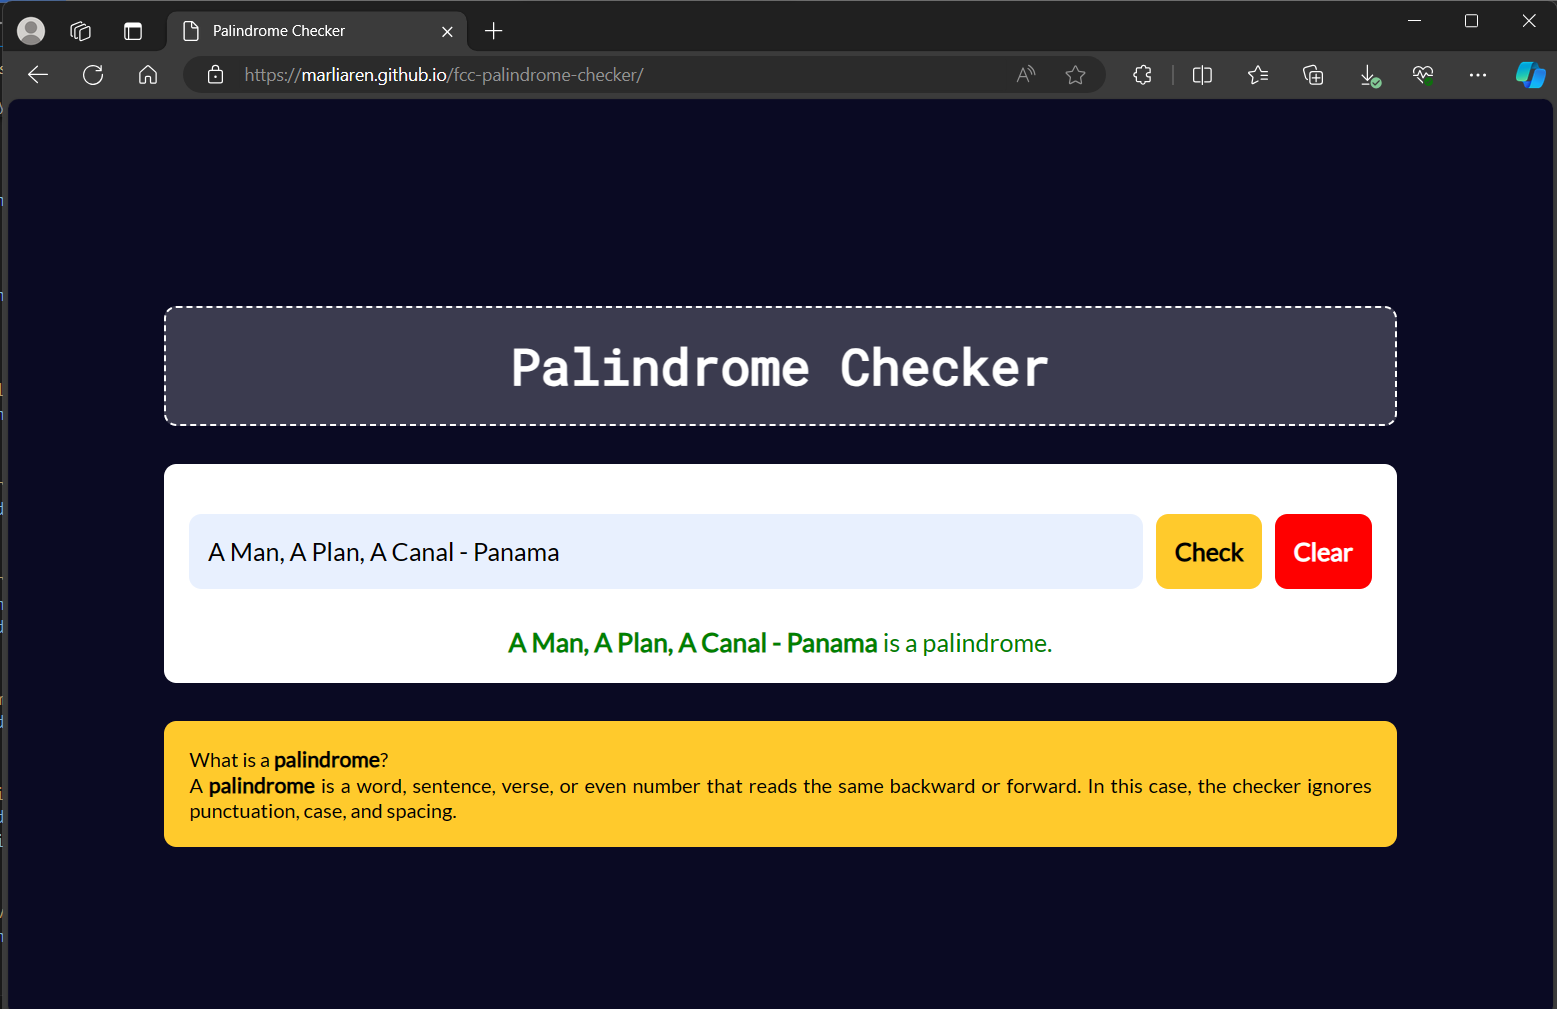 Palindrome Checker
https://marliaren.github.io/fcc-palindrome-checker/
Palindrome Checker
A Man, A Plan, A Canal - Panama
Check
Clear
A Man, A Plan, A Canal - Panama is a palindrome.
What is a palindrome?
A palindrome is a word, sentence, verse, or even number that reads the same backward or forward. In this case, the checker ignores
punctuation, case, and spacing.